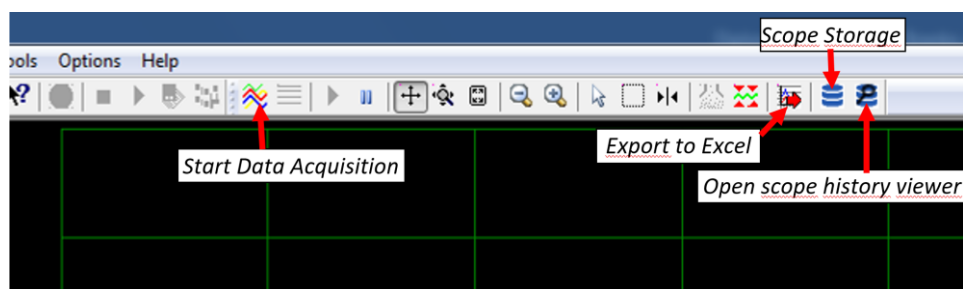 Scope Storage
ools Options Help
Start Data Acquisition
Export to Excel
Open scope history viewer